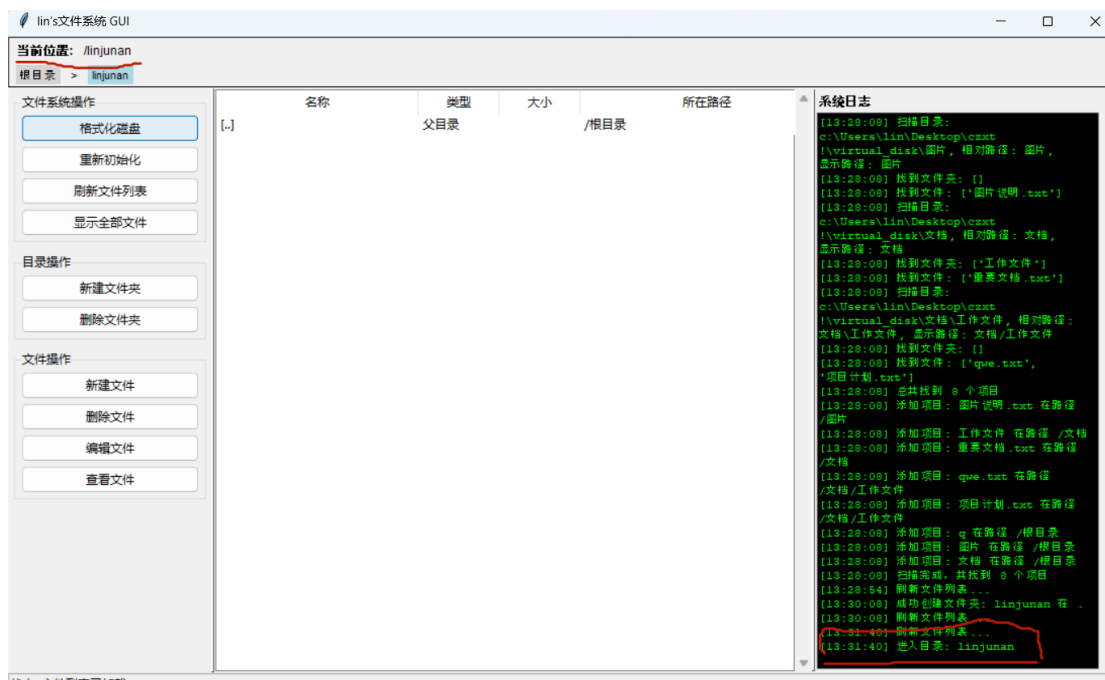 lin's文件系统 GUI
当前位置: /linjunan
根目录 > linjunan
文件系统操作
格式化磁盘
重新初始化
刷新文件列表
显示全部文件
目录操作
新建文件夹
删除文件夹
文件操作
新建文件
删除文件
编辑文件
查看文件
名称 类型 大小 所在路径
[..] 父目录 /根目录
系统日志
[13:28:08] 扫描目录:
c:\Users\lin\Desktop\czxt
!\virtual_disk\图片, 相对路径: 图片,
显示路径: 图片
[13:28:08] 找到文件夹: []
[13:28:08] 找到文件: ['图片说明.txt']
[13:28:08] 扫描目录:
c:\Users\lin\Desktop\czxt
!\virtual_disk\文档, 相对路径: 文档,
显示路径: 文档
[13:28:08] 找到文件夹: ['工作文件']
[13:28:08] 找到文件: ['重要文档.txt']
[13:28:08] 扫描目录:
c:\Users\lin\Desktop\czxt
!\virtual_disk\文档\工作文件, 相对路径:
文档\工作文件, 显示路径: 文档/工作文件
[13:28:08] 找到文件夹: []
[13:28:08] 找到文件: ['qwe.txt',
'项目计划.txt']
[13:28:08] 总共找到 8 个项目
[13:28:08] 添加项目: 图片说明.txt 在路径
/图片
[13:28:08] 添加项目: 工作文件 在路径 /文档
[13:28:08] 添加项目: 重要文档.txt 在路径
/文档
[13:28:08] 添加项目: qwe.txt 在路径
/文档/工作文件
[13:28:08] 添加项目: 项目计划.txt 在路径
/文档/工作文件
[13:28:08] 添加项目: q 在路径 /根目录
[13:28:08] 添加项目: 图片 在路径 /根目录
[13:28:08] 添加项目: 文档 在路径 /根目录
[13:28:08] 扫描完成, 共找到 8 个项目
[13:28:54] 刷新文件列表...
[13:30:08] 成功创建文件夹: linjunan 在 .
[13:30:08] 刷新文件列表...
[13:31:40] 刷新文件列表...
[13:31:40] 进入目录: linjunan